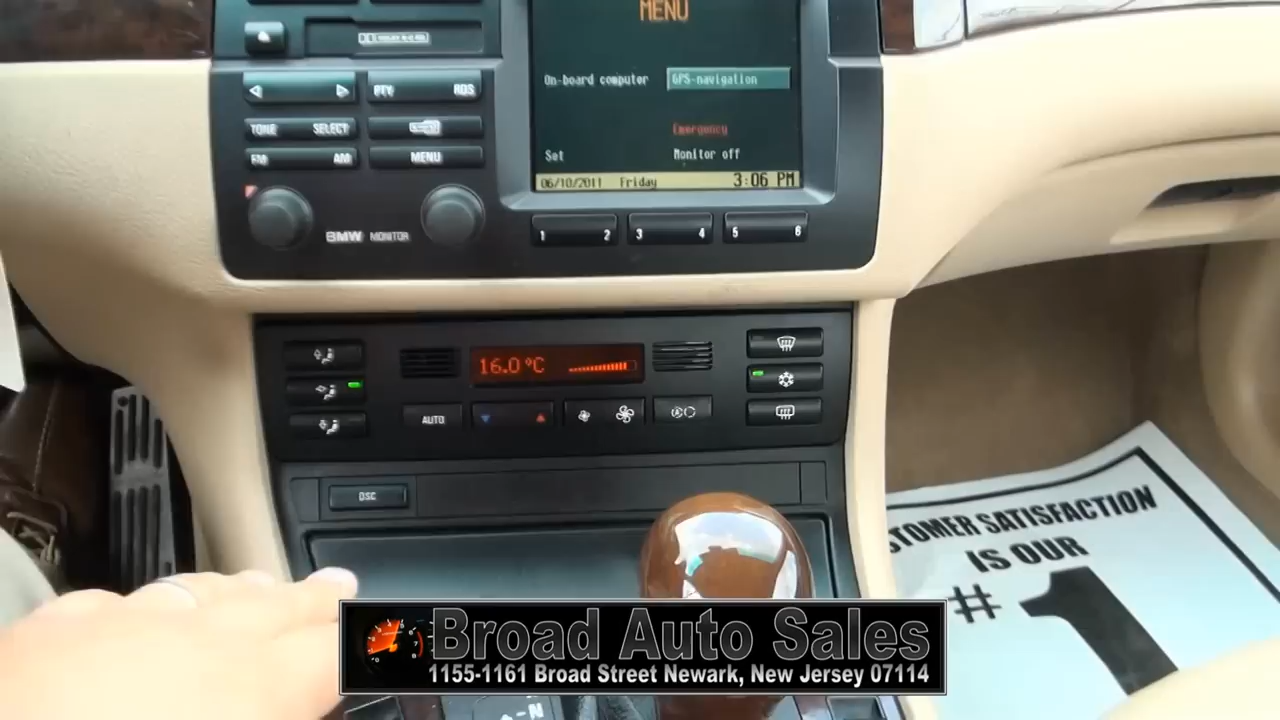 MENU
On-board computer GPS-navigation
Emergency
Set Monitor off
06/10/2011 Friday 3:06 PM
PTY RDS
TONE SELECT
FM AM MENU
BMW MONITOR
1 2 3 4 5 6
16.0°C
AUTO
DSC
STOMER SATISFACTION
IS OUR
#1
Broad Auto Sales
1155-1161 Broad Street Newark, New Jersey 07114
-N